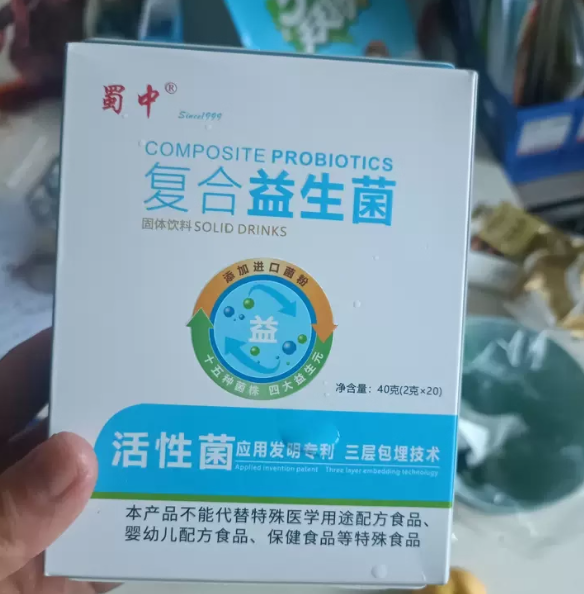 蜀中®
Since1999
COMPOSITE PROBIOTICS
复合益生菌
固体饮料 SOLID DRINKS
添加进口菌粉
益
十五种菌株 四大益生元
净含量：40克(2克×20)
活性菌 应用发明专利 三层包埋技术
Applied invention patent Three layer embedding technology
本产品不能代替特殊医学用途配方食品、
婴幼儿配方食品、保健食品等特殊食品